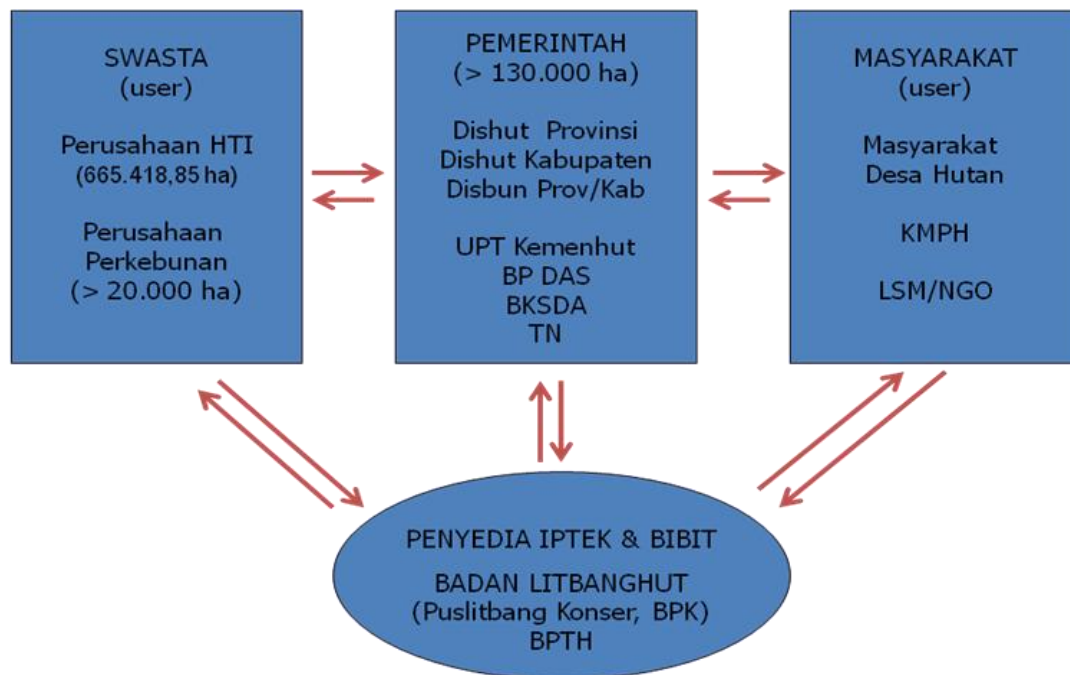 SWASTA
(user)
Perusahaan HTI
(665.418,85 ha)
Perusahaan
Perkebunan
(> 20.000 ha)
PEMERINTAH
(> 130.000 ha)
Dishut Provinsi
Dishut Kabupaten
Disbun Prov/Kab
UPT Kemenhut
BP DAS
BKSDA
TN
MASYARAKAT
(user)
Masyarakat
Desa Hutan
KMPH
LSM/NGO
PENYEDIA IPTEK & BIBIT
BADAN LITBANGHUT
(Puslitbang Konser, BPK)
BPTH